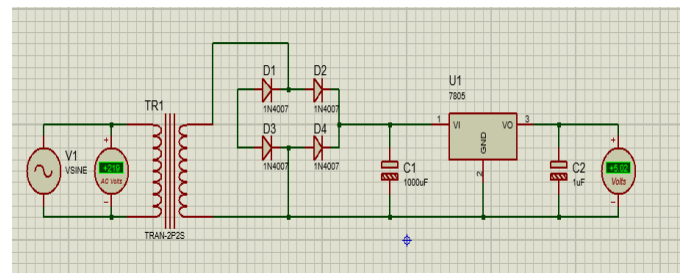 D1
D2
1N4007
1N4007
U1
7805
TR1
1
VI
VO
3
GND
2
D3
D4
1N4007
1N4007
V1
VSINE
+
+219
AC Volts
-
C1
1000uF
C2
1uF
+
+5.02
Volts
-
TRAN-2P2S